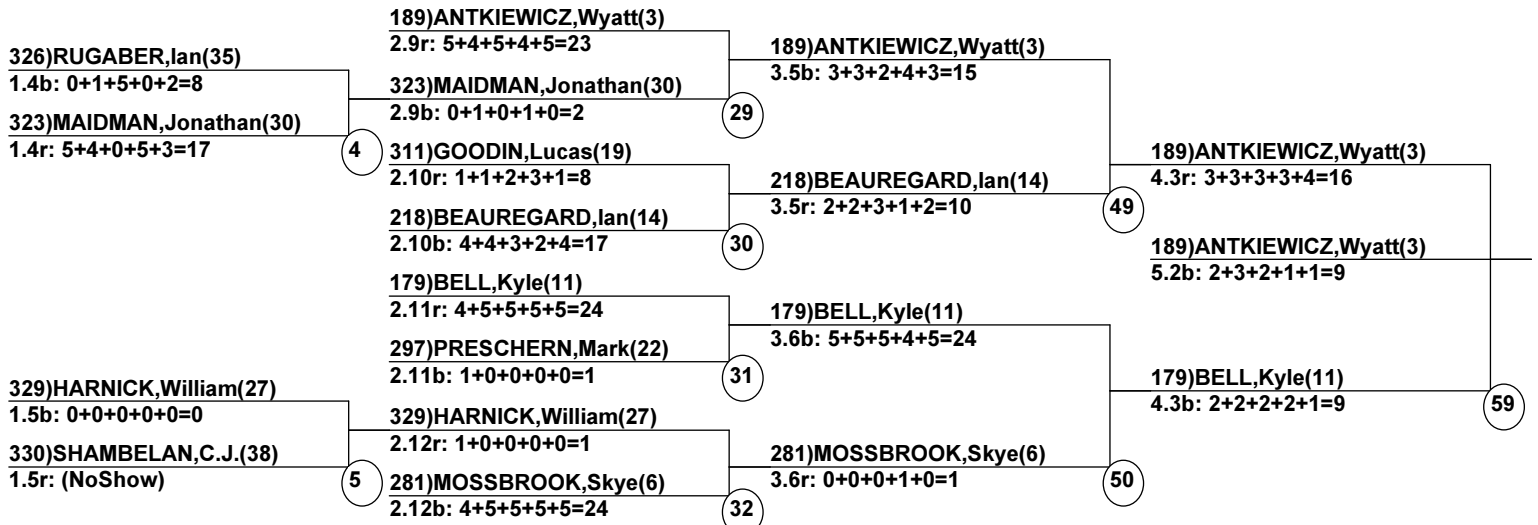 326)RUGABER,Ian(35)
1.4b: 0+1+5+0+2=8
323)MAIDMAN,Jonathan(30)
1.4r: 5+4+0+5+3=17
4
329)HARNICK,William(27)
1.5b: 0+0+0+0+0=0
330)SHAMBELAN,C.J.(38)
1.5r: (NoShow)
5
189)ANTKIEWICZ,Wyatt(3)
2.9r: 5+4+5+4+5=23
323)MAIDMAN,Jonathan(30)
2.9b: 0+1+0+1+0=2
29
311)GOODIN,Lucas(19)
2.10r: 1+1+2+3+1=8
218)BEAUREGARD,Ian(14)
2.10b: 4+4+3+2+4=17
30
179)BELL,Kyle(11)
2.11r: 4+5+5+5+5=24
297)PRESCHERN,Mark(22)
2.11b: 1+0+0+0+0=1
31
329)HARNICK,William(27)
2.12r: 1+0+0+0+0=1
281)MOSSBROOK,Skye(6)
2.12b: 4+5+5+5+5=24
32
189)ANTKIEWICZ,Wyatt(3)
3.5b: 3+3+2+4+3=15
218)BEAUREGARD,Ian(14)
3.5r: 2+2+3+1+2=10
49
179)BELL,Kyle(11)
3.6b: 5+5+5+4+5=24
281)MOSSBROOK,Skye(6)
3.6r: 0+0+0+1+0=1
50
189)ANTKIEWICZ,Wyatt(3)
4.3r: 3+3+3+3+4=16
189)ANTKIEWICZ,Wyatt(3)
5.2b: 2+3+2+1+1=9
179)BELL,Kyle(11)
4.3b: 2+2+2+2+1=9
59